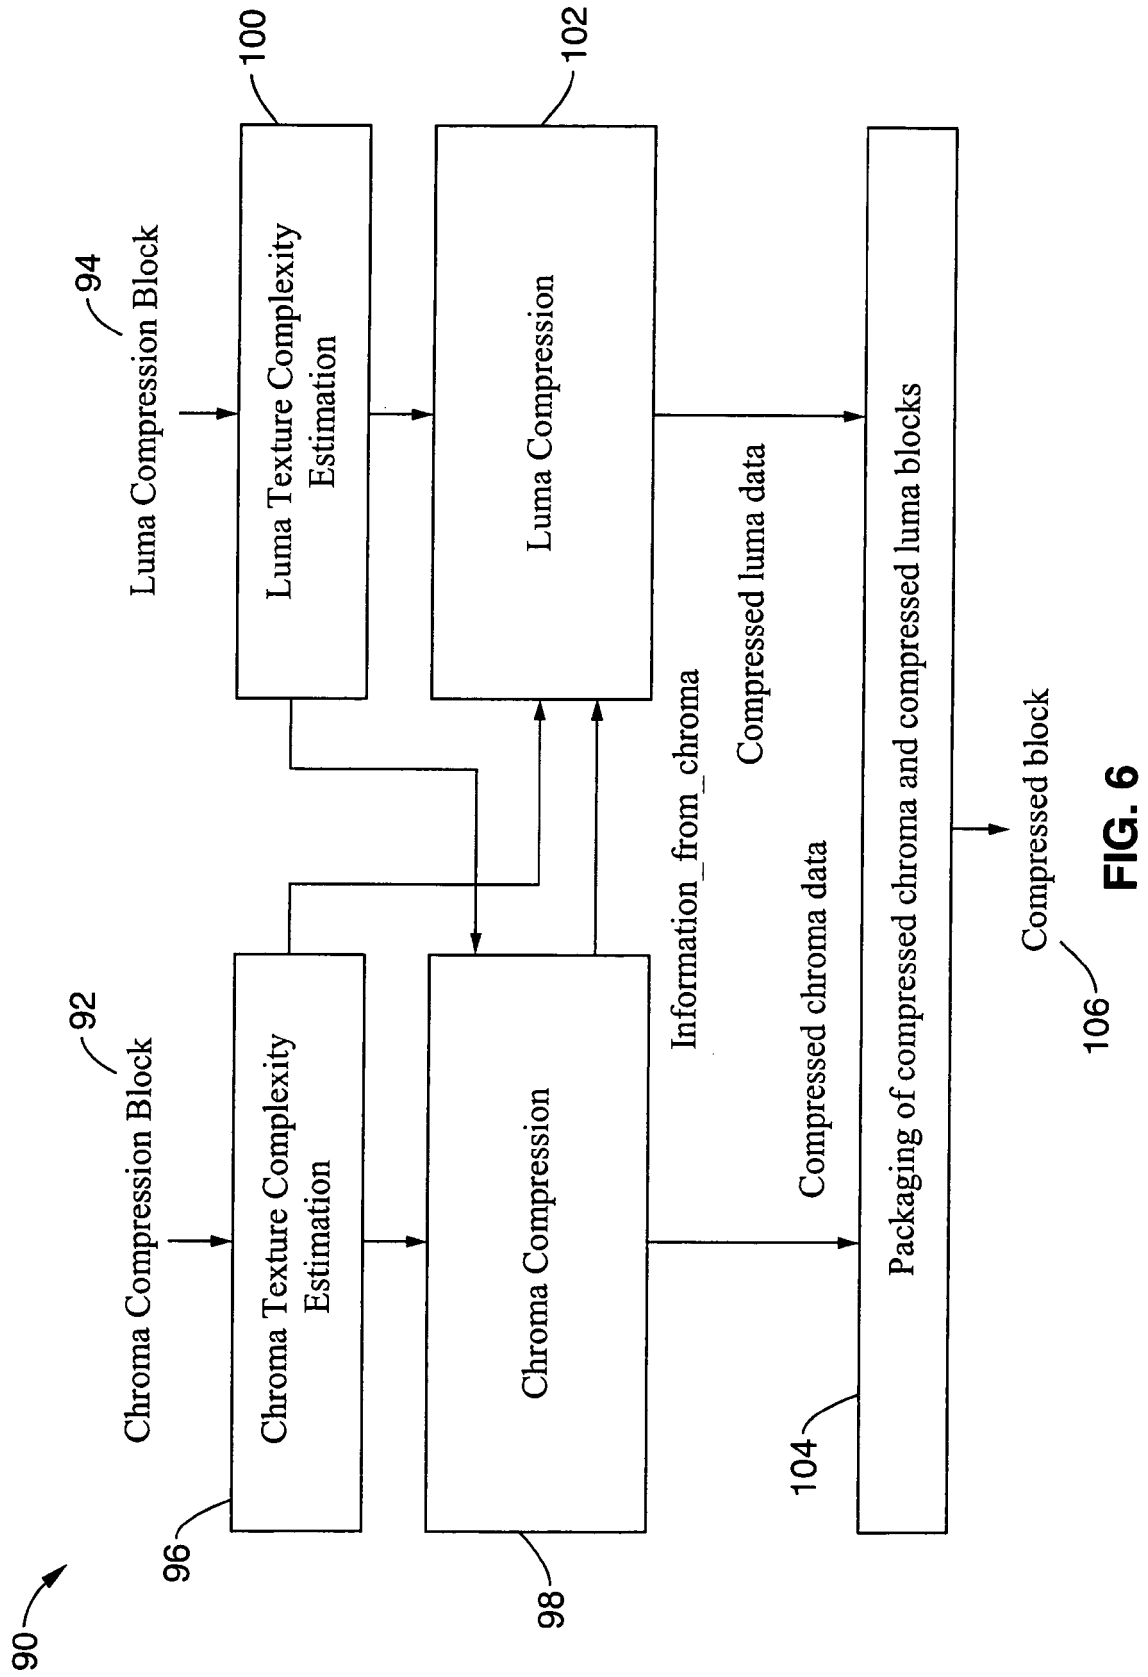 90
92
Chroma Compression Block
94
Luma Compression Block
96
Chroma Texture Complexity
Estimation
100
Luma Texture Complexity
Estimation
98
Chroma Compression
102
Luma Compression
Information_from_chroma
Compressed luma data
Compressed chroma data
104
Packaging of compressed chroma and compressed luma blocks
Compressed block
106
FIG. 6